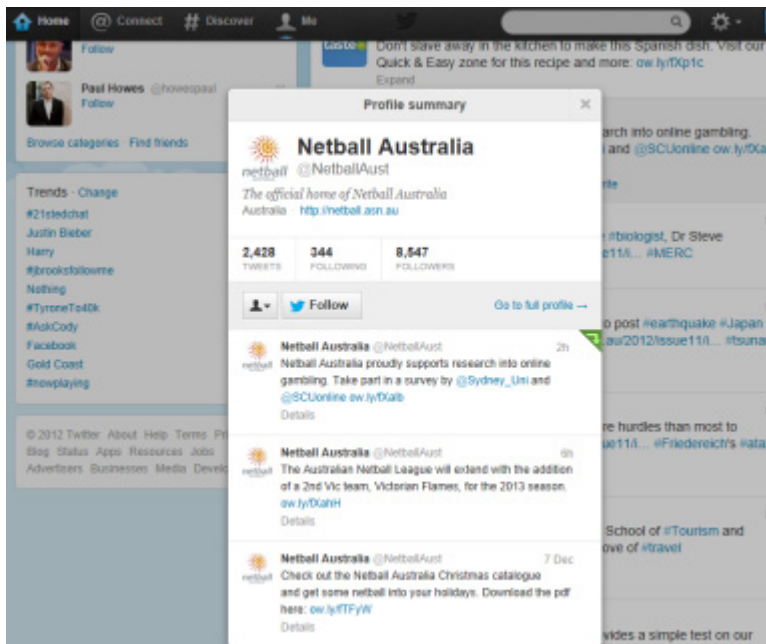 Home Connect Discover Me
Follow
Paul Howes @howespaul
Follow
Browse categories · Find friends
Trends · Change
#21stedchat
Justin Bieber
Harry
#jbrooksfollowme
Nothing
#TyroneTo40k
#AskCody
Facebook
Gold Coast
#nowplaying
© 2012 Twitter About Help Terms
Blog Status Apps Resources Jobs
Advertisers Businesses Media
Don't slave away in the kitchen to make this Spanish dish. Visit our
Quick & Easy zone for this recipe and more: ow.ly/fXp1c
Expand
Profile summary
Netball Australia
netball @NetballAust
The official home of Netball Australia
Australia · http://netball.asn.au
2,428 344 8,547
TWEETS FOLLOWING FOLLOWERS
Follow Go to full profile →
Netball Australia @NetballAust 2h
Netball Australia proudly supports research into online
gambling. Take part in a survey by @Sydney_Uni and
@SCUonline ow.ly/fXalb
Details
Netball Australia @NetballAust 6h
The Australian Netball League will extend with the addition
of a 2nd Vic team, Victorian Flames, for the 2013 season.
ow.ly/fXahH
Details
Netball Australia @NetballAust 7 Dec
Check out the Netball Australia Christmas catalogue
and get some netball into your holidays. Download the pdf
here: ow.ly/fTFyW
Details
into online gambling.
and @SCUonline
#biologist, Dr Steve
#MERC
o post #earthquake #Japan
.au/2012/issue11/i...
hurdles than most to
#Friedereich's
School of #Tourism and
ove of #travel
a simple test on our